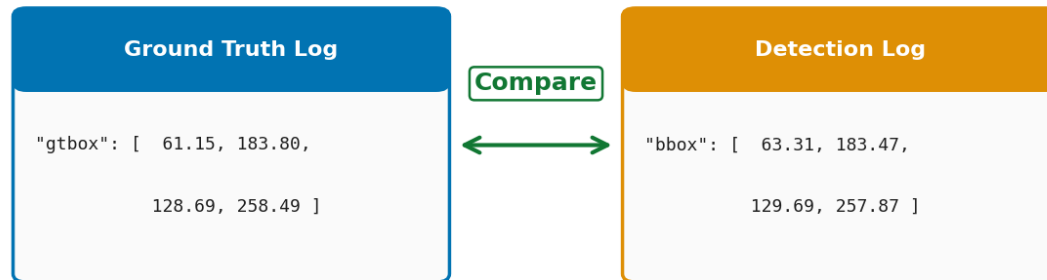 Ground Truth Log
"gtbox": [  61.15, 183.80,
128.69, 258.49 ]
Compare
Detection Log
"bbox": [  63.31, 183.47,
129.69, 257.87 ]